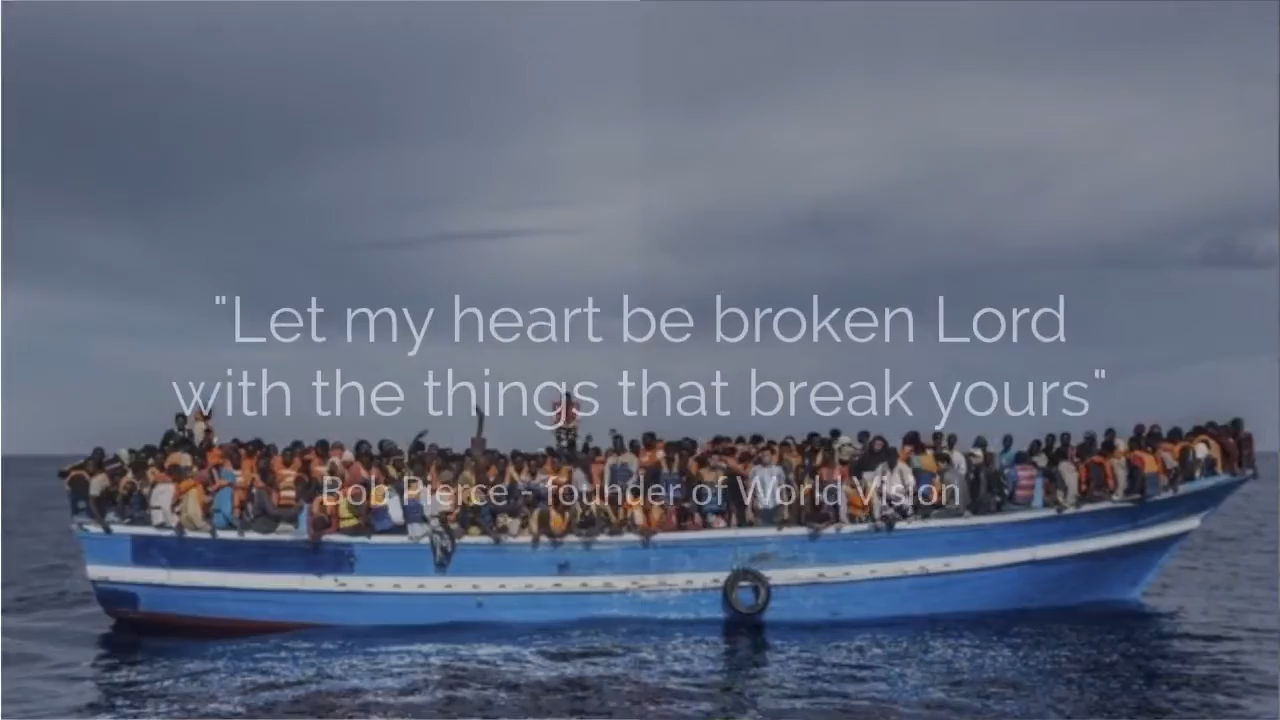 "Let my heart be broken Lord
with the things that break yours"
Bob Pierce - founder of World Vision